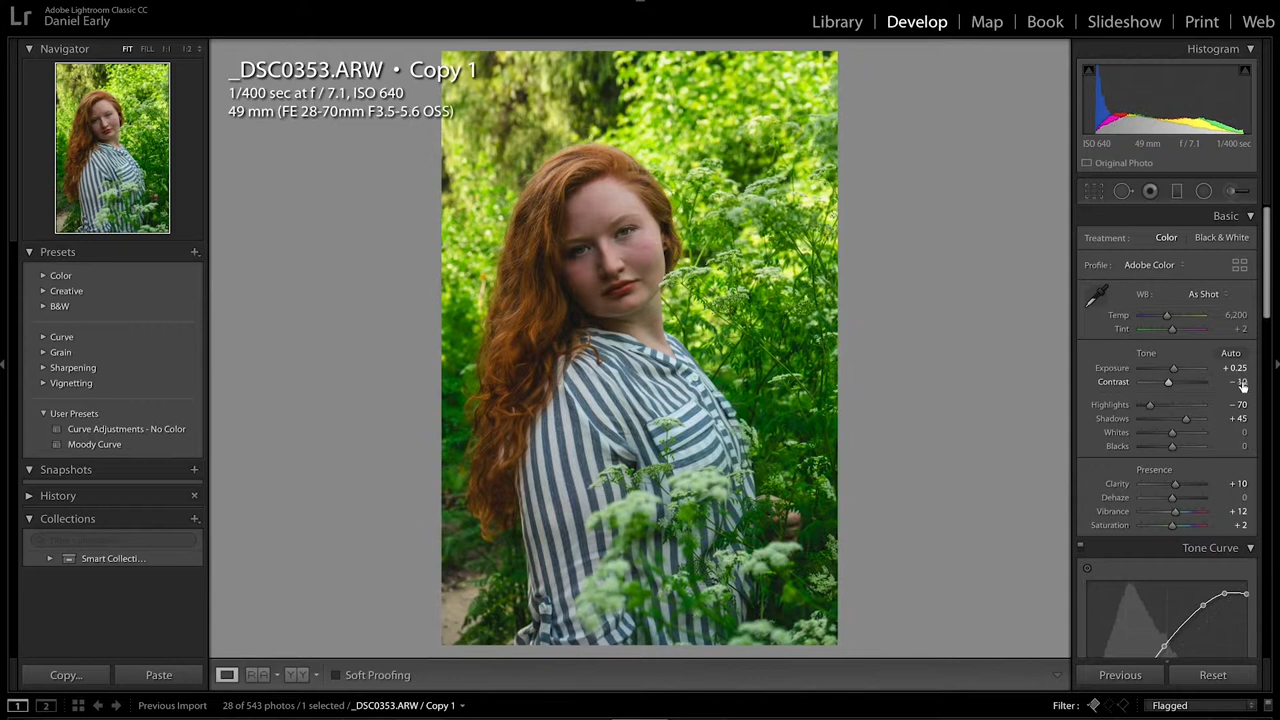 Adobe Lightroom Classic CC
Lr
Daniel Early
Library | Develop | Map | Book | Slideshow | Print | Web
Navigator FIT FILL 1:1 1:2
Presets
Color
Creative
B&W
Curve
Grain
Sharpening
Vignetting
User Presets
Curve Adjustments - No Color
Moody Curve
Snapshots
History
Collections
Smart Collecti...
Copy...
Paste
_DSC0353.ARW • Copy 1
1/400 sec at f / 7.1, ISO 640
49 mm (FE 28-70mm F3.5-5.6 OSS)
Soft Proofing
Histogram
ISO 640 49 mm f / 7.1 1/400 sec
Original Photo
Basic
Treatment : Color Black & White
Profile : Adobe Color
WB : As Shot
Temp 6,200
Tint + 2
Tone Auto
Exposure + 0.25
Contrast
Highlights − 70
Shadows + 45
Whites 0
Blacks 0
Presence
Clarity + 10
Dehaze 0
Vibrance + 12
Saturation + 2
Tone Curve
Previous
Reset
1 2 Previous Import 28 of 543 photos / 1 selected / _DSC0353.ARW / Copy 1
Filter : Flagged